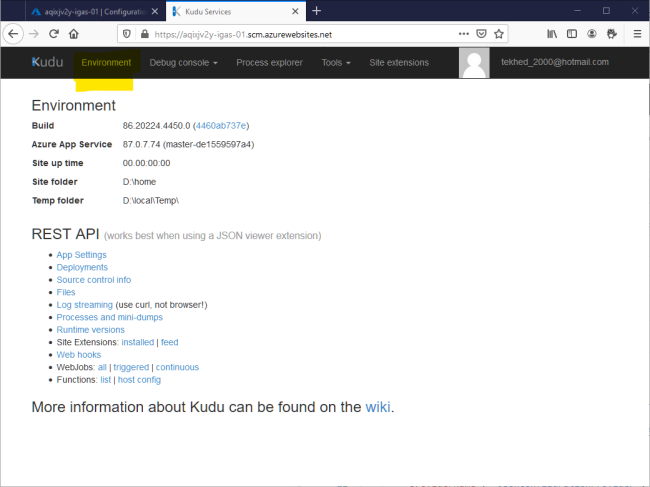 aqixjv2y-igas-01 | Configuration
Kudu Services
https://aqixjv2y-igas-01.scm.azurewebsites.net
Kudu Environment Debug console Process explorer Tools Site extensions tekhed_2000@hotmail.com
Environment
Build 86.20224.4450.0 (4460ab737e)
Azure App Service 87.0.7.74 (master-de1559597a4)
Site up time 00.00:00:00
Site folder D:\home
Temp folder D:\local\Temp\
REST API (works best when using a JSON viewer extension)
• App Settings
• Deployments
• Source control info
• Files
• Log streaming (use curl, not browser!)
• Processes and mini-dumps
• Runtime versions
• Site Extensions: installed | feed
• Web hooks
• WebJobs: all | triggered | continuous
• Functions: list | host config
More information about Kudu can be found on the wiki.